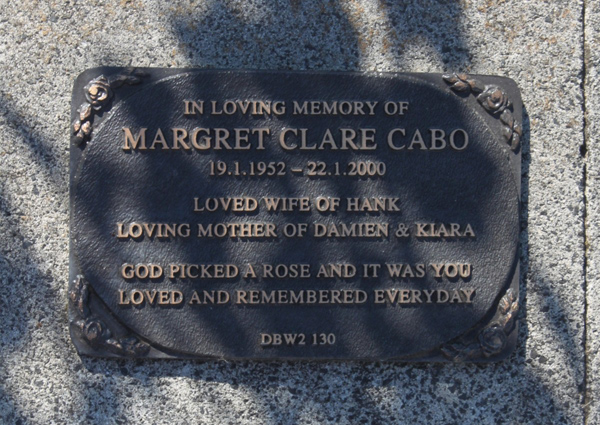 IN LOVING MEMORY OF
MARGRET CLARE CABO
19.1.1952 – 22.1.2000
LOVED WIFE OF HANK
LOVING MOTHER OF DAMIEN & KIARA
GOD PICKED A ROSE AND IT WAS YOU
LOVED AND REMEMBERED EVERYDAY
DBW2 130